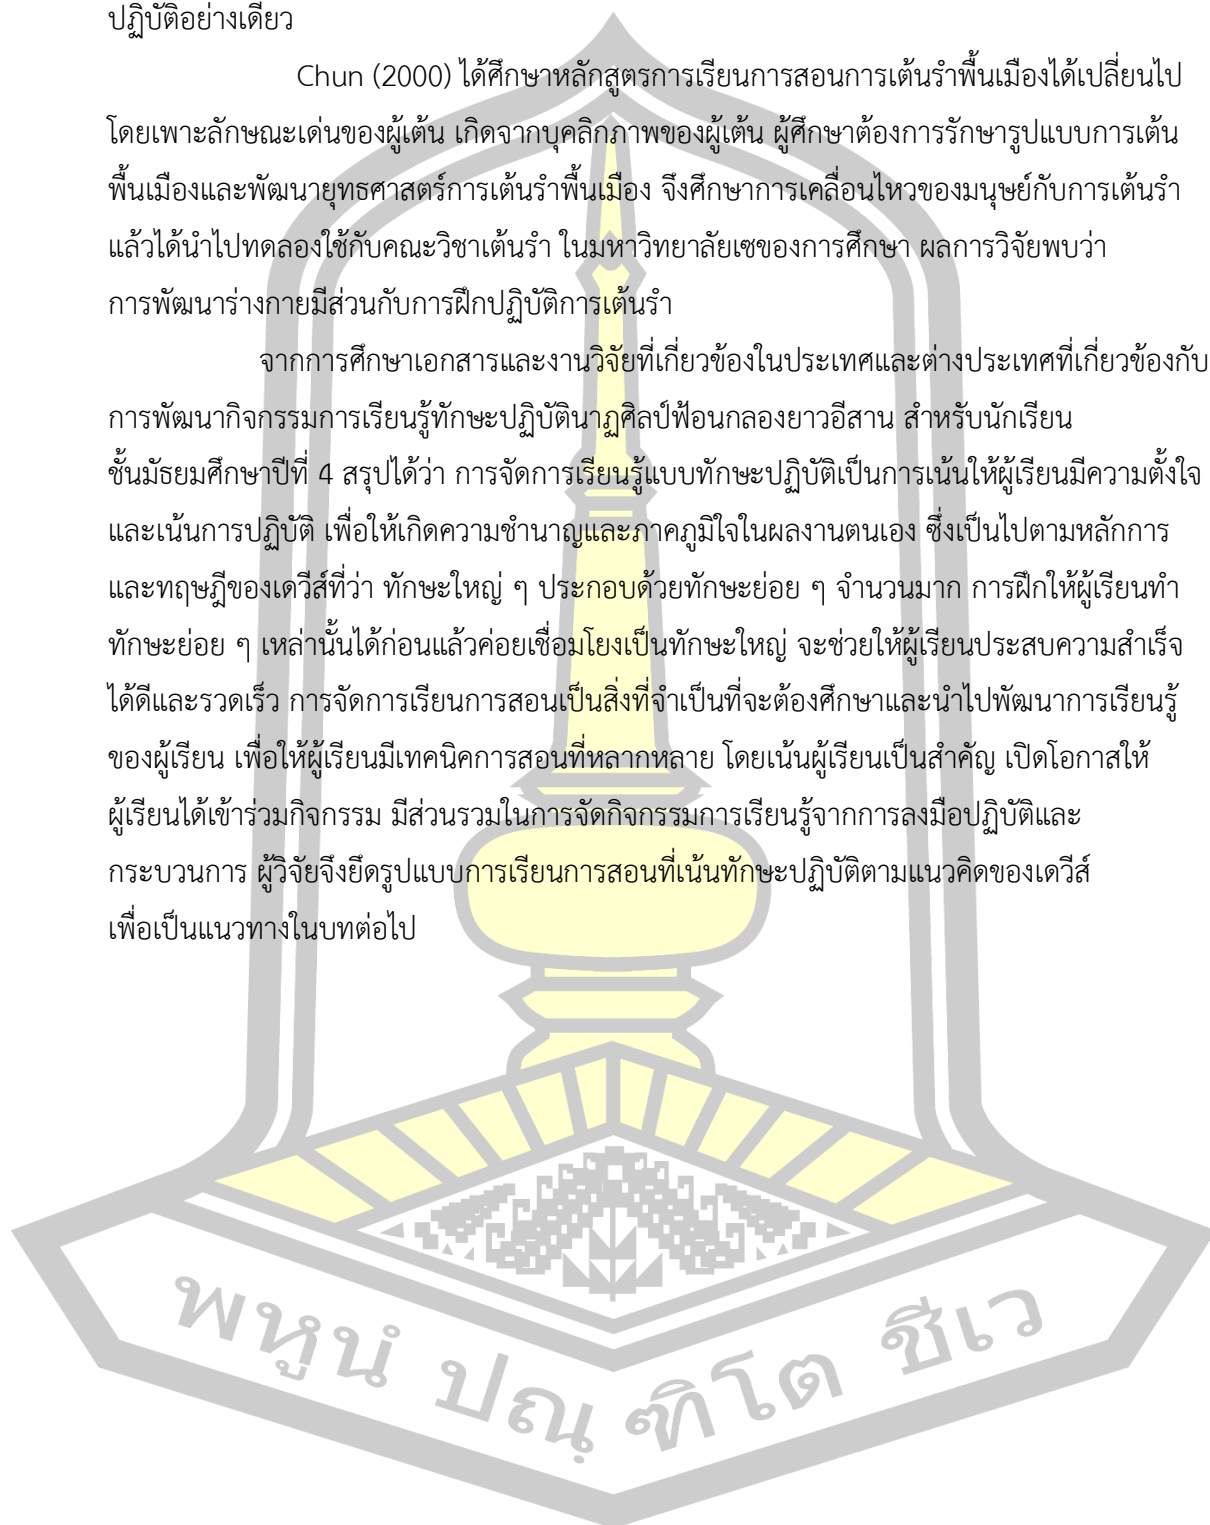 ปฏิบัติอย่างเดียว
Chun (2000) ได้ศึกษาหลักสูตรการเรียนการสอนการเต้นรำพื้นเมืองได้เปลี่ยนไป
โดยเพาะลักษณะเด่นของผู้เต้น เกิดจากบุคลิกภาพของผู้เต้น ผู้ศึกษาต้องการรักษารูปแบบการเต้น
พื้นเมืองและพัฒนายุทธศาสตร์การเต้นรำพื้นเมือง จึงศึกษาการเคลื่อนไหวของมนุษย์กับการเต้นรำ
แล้วได้นำไปทดลองใช้กับคณะวิชาเต้นรำ ในมหาวิทยาลัยเซของการศึกษา ผลการวิจัยพบว่า
การพัฒนาร่างกายมีส่วนกับการฝึกปฏิบัติการเต้นรำ
จากการศึกษาเอกสารและงานวิจัยที่เกี่ยวข้องในประเทศและต่างประเทศที่เกี่ยวข้องกับ
การพัฒนากิจกรรมการเรียนรู้ทักษะปฏิบัตินาฏศิลป์ฟ้อนกลองยาวอีสาน สำหรับนักเรียน
ชั้นมัธยมศึกษาปีที่ 4 สรุปได้ว่า การจัดการเรียนรู้แบบทักษะปฏิบัติเป็นการเน้นให้ผู้เรียนมีความตั้งใจ
และเน้นการปฏิบัติ เพื่อให้เกิดความชำนาญและภาคภูมิใจในผลงานตนเอง ซึ่งเป็นไปตามหลักการ
และทฤษฎีของเดวีส์ที่ว่า ทักษะใหญ่ ๆ ประกอบด้วยทักษะย่อย ๆ จำนวนมาก การฝึกให้ผู้เรียนทำ
ทักษะย่อย ๆ เหล่านั้นได้ก่อนแล้วค่อยเชื่อมโยงเป็นทักษะใหญ่ จะช่วยให้ผู้เรียนประสบความสำเร็จ
ได้ดีและรวดเร็ว การจัดการเรียนการสอนเป็นสิ่งที่จำเป็นที่จะต้องศึกษาและนำไปพัฒนาการเรียนรู้
ของผู้เรียน เพื่อให้ผู้เรียนมีเทคนิคการสอนที่หลากหลาย โดยเน้นผู้เรียนเป็นสำคัญ เปิดโอกาสให้
ผู้เรียนได้เข้าร่วมกิจกรรม มีส่วนรวมในการจัดกิจกรรมการเรียนรู้จากการลงมือปฏิบัติและ
กระบวนการ ผู้วิจัยจึงยึดรูปแบบการเรียนการสอนที่เน้นทักษะปฏิบัติตามแนวคิดของเดวีส์
เพื่อเป็นแนวทางในบทต่อไป
พหูนํ ปณฺฑิโต ชีเว